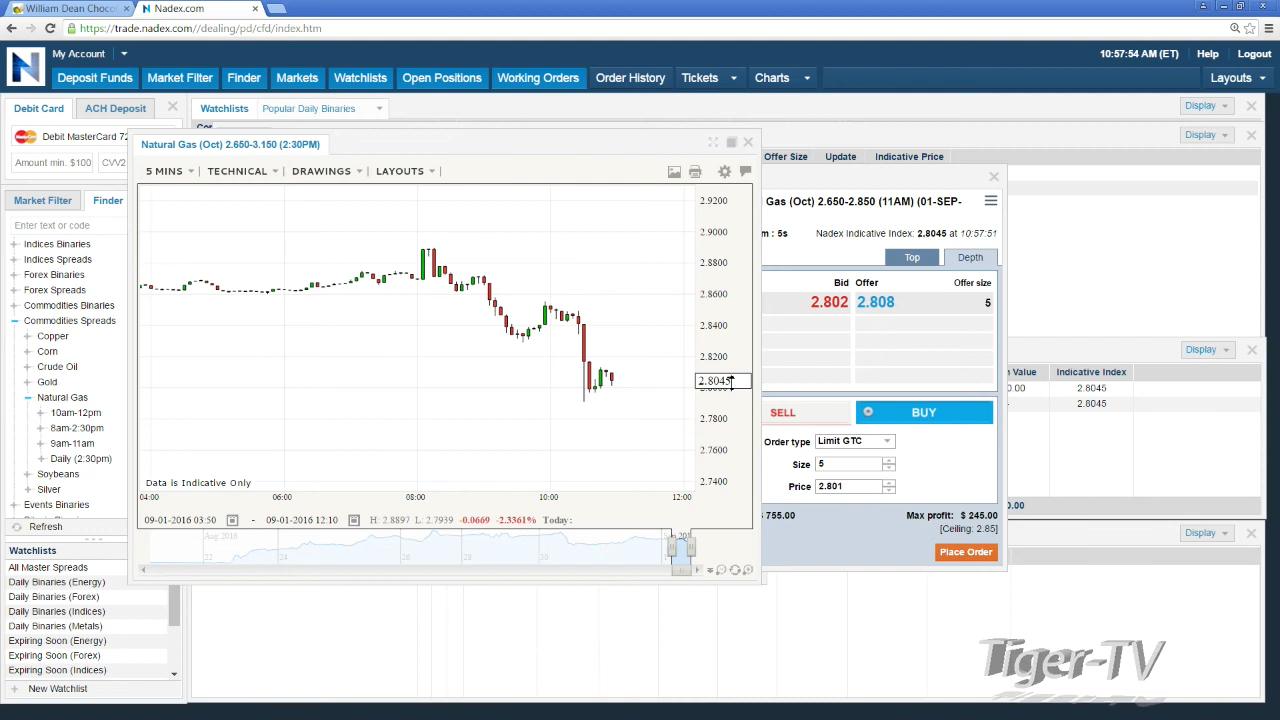 William Dean Choco
Nadex.com
https://trade.nadex.com//dealing/pd/cfd/index.htm
N
My Account
10:57:54 AM (ET)
Help
Logout
Deposit Funds
Market Filter
Finder
Markets
Watchlists
Open Positions
Working Orders
Order History
Tickets
Charts
Layouts
Debit Card
ACH Deposit
Watchlists
Popular Daily Binaries
Display
Debit MasterCard 72
Amount min. $100
CVV2
Display
Natural Gas (Oct) 2.650-3.150 (2:30PM)
Offer Size
Update
Indicative Price
5 MINS
TECHNICAL
DRAWINGS
LAYOUTS
Market Filter
Finder
Enter text or code
Indices Binaries
Indices Spreads
Forex Binaries
Forex Spreads
Commodities Binaries
Commodities Spreads
Copper
Corn
Crude Oil
Gold
Natural Gas
10am-12pm
8am-2:30pm
9am-11am
Daily (2:30pm)
Soybeans
Silver
Events Binaries
Refresh
Watchlists
All Master Spreads
Daily Binaries (Energy)
Daily Binaries (Forex)
Daily Binaries (Indices)
Daily Binaries (Metals)
Expiring Soon (Energy)
Expiring Soon (Forex)
Expiring Soon (Indices)
New Watchlist
2.9200
2.9000
2.8800
2.8600
2.8400
2.8200
2.8045
2.7800
2.7600
2.7400
Data is Indicative Only
04:00
06:00
08:00
10:00
12:00
09-01-2016 03:50 - 09-01-2016 12:10 H: 2.8897 L: 2.7939 -0.0669 -2.3361% Today:
Aug 2016
22
24
26
28
30
Gas (Oct) 2.650-2.850 (11AM) (01-SEP-
m : 5s
Nadex Indicative Index: 2.8045 at 10:57:51
Top
Depth
Bid
Offer
Offer size
2.802
2.808
5
SELL
BUY
Order type
Limit GTC
Size
5
Price
2.801
755.00
Max profit: $ 245.00
[Ceiling: 2.85]
Place Order
Display
n Value
Indicative Index
00.00
2.8045
2.8045
0.00
Display
Tiger-TV